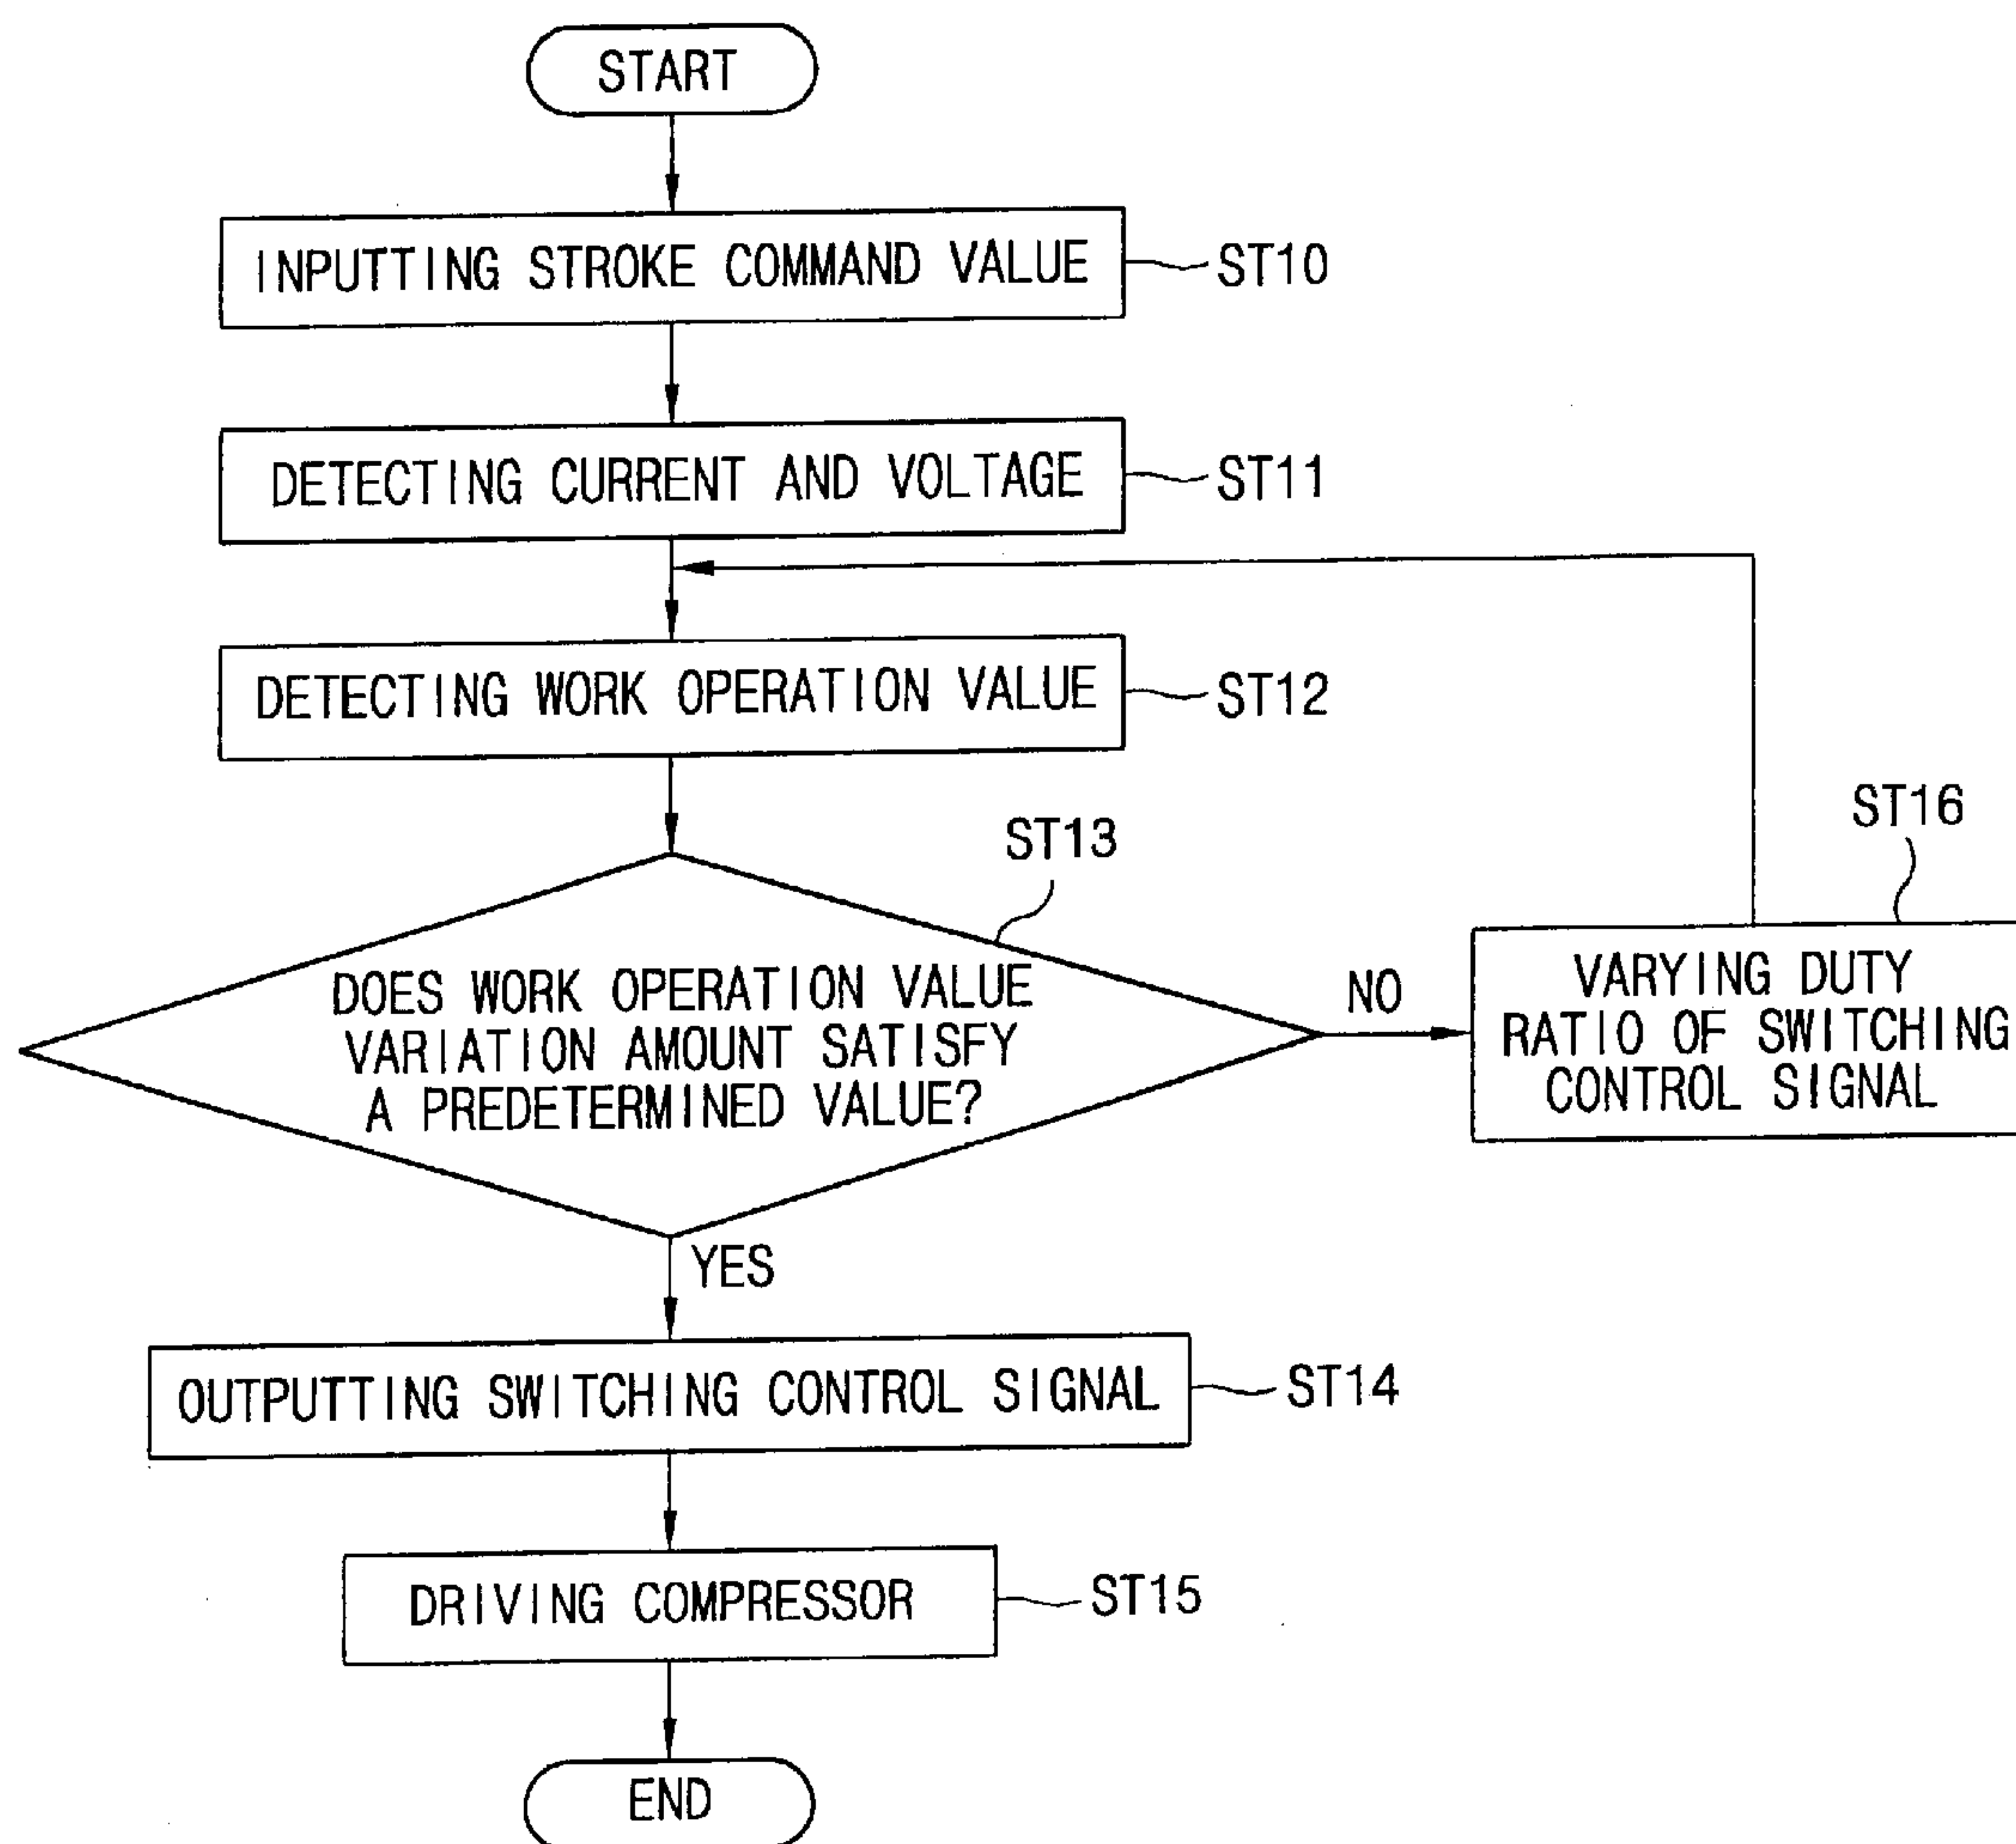 START
INPUTTING STROKE COMMAND VALUE
ST10
DETECTING CURRENT AND VOLTAGE
ST11
DETECTING WORK OPERATION VALUE
ST12
ST13
DOES WORK OPERATION VALUE
VARIATION AMOUNT SATISFY
A PREDETERMINED VALUE?
NO
ST16
VARYING DUTY
RATIO OF SWITCHING
CONTROL SIGNAL
YES
OUTPUTTING SWITCHING CONTROL SIGNAL
ST14
DRIVING COMPRESSOR
ST15
END